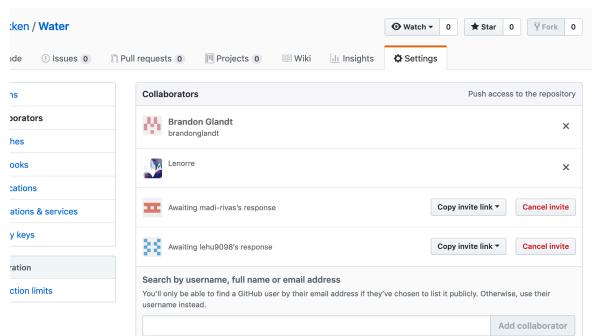 kken / Water
Watch 0 Star 0 Fork 0
ode Issues 0 Pull requests 0 Projects 0 Wiki Insights Settings
ns
orators
hes
ooks
cations
ations & services
y keys
ration
ction limits
Collaborators Push access to the repository
Brandon Glandt
brandonglandt
Lenorre
Awaiting madi-rivas's response Copy invite link Cancel invite
Awaiting lehu9098's response Copy invite link Cancel invite
Search by username, full name or email address
You'll only be able to find a GitHub user by their email address if they've chosen to list it publicly. Otherwise, use their
username instead.
Add collaborator